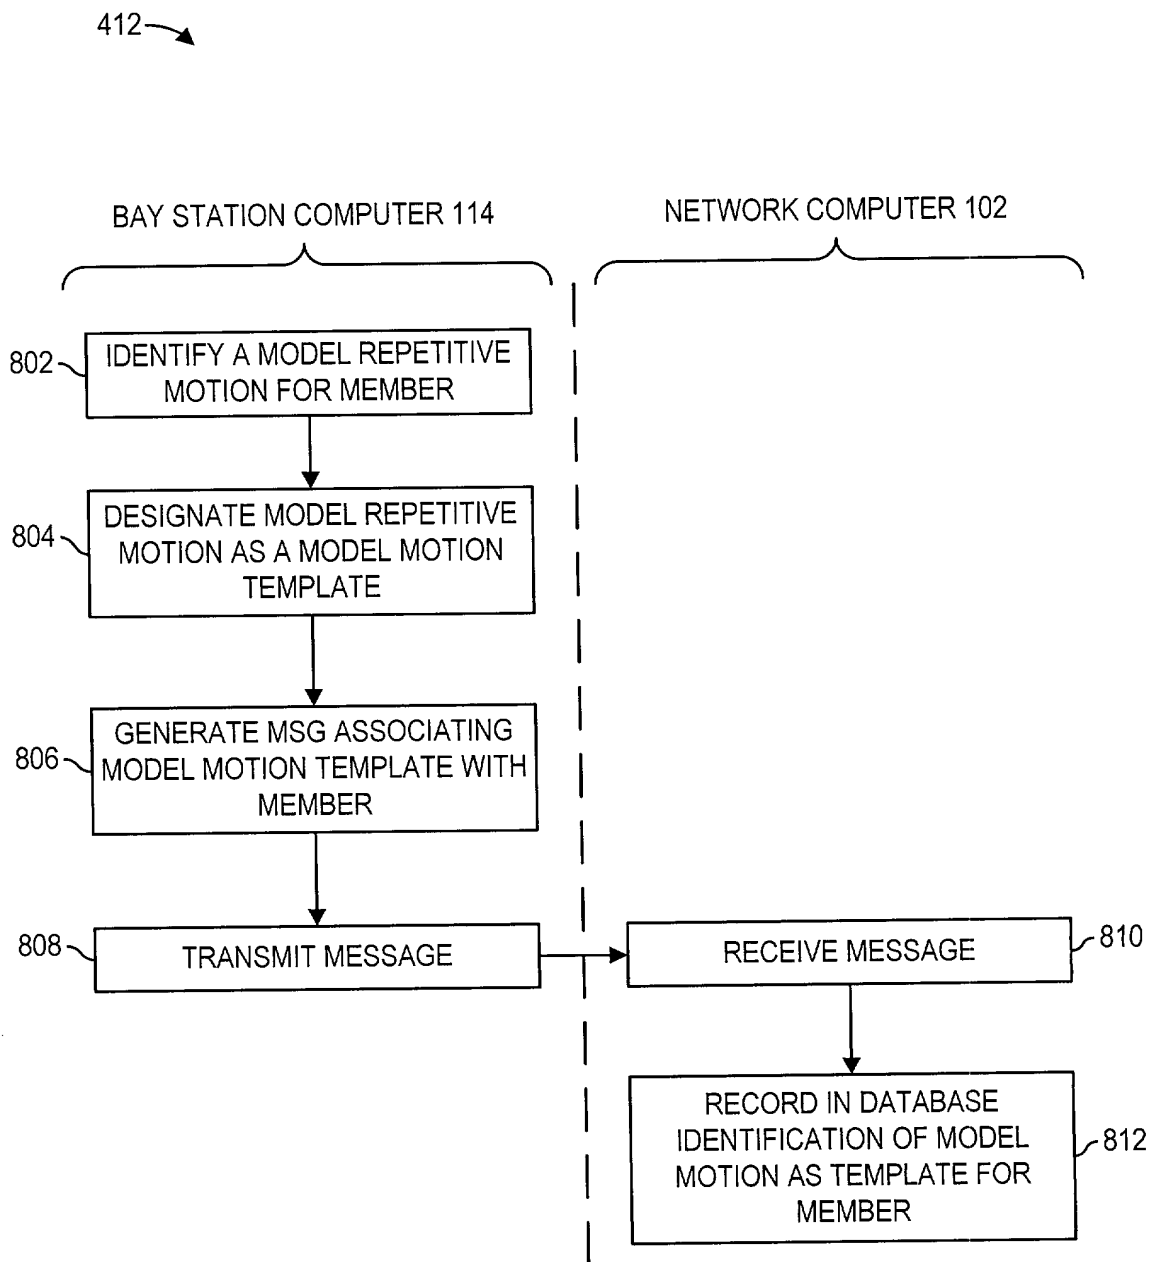 412
BAY STATION COMPUTER 114
NETWORK COMPUTER 102
802
IDENTIFY A MODEL REPETITIVE
MOTION FOR MEMBER
804
DESIGNATE MODEL REPETITIVE
MOTION AS A MODEL MOTION
TEMPLATE
806
GENERATE MSG ASSOCIATING
MODEL MOTION TEMPLATE WITH
MEMBER
808
TRANSMIT MESSAGE
RECEIVE MESSAGE
810
RECORD IN DATABASE
IDENTIFICATION OF MODEL
MOTION AS TEMPLATE FOR
MEMBER
812